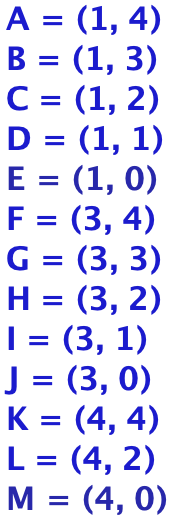 A = (1, 4)
B = (1, 3)
C = (1, 2)
D = (1, 1)
E = (1, 0)
F = (3, 4)
G = (3, 3)
H = (3, 2)
I = (3, 1)
J = (3, 0)
K = (4, 4)
L = (4, 2)
M = (4, 0)